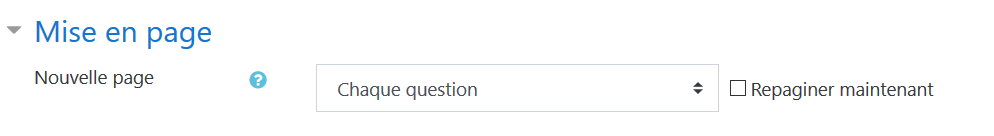 Mise en page
Nouvelle page ? Chaque question Repaginer maintenant